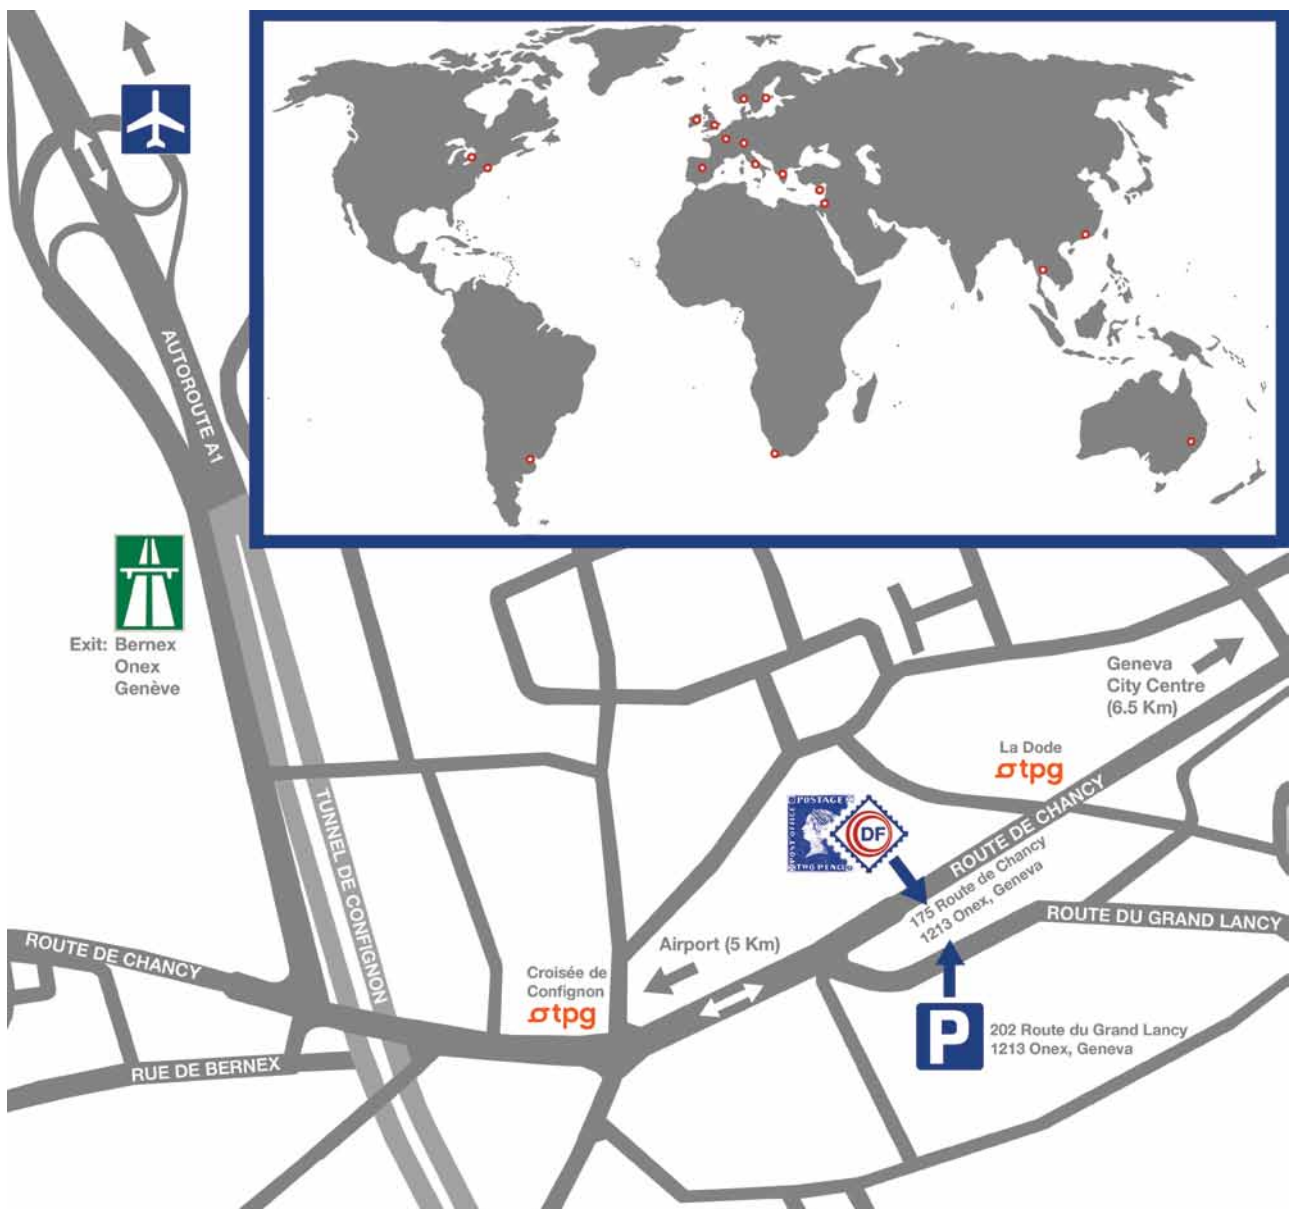 AUTOROUTE A1
Exit: Bernex
Onex
Genève
TUNNEL DE CONFIGNON
Geneva
City Centre
(6.5 Km)
La Dode
tpg
POSTAGE
POST OFFICE
TWO PENCE
DF
ROUTE DE CHANCY
175 Route de Chancy
1213 Onex, Geneva
ROUTE DU GRAND LANCY
Airport (5 Km)
Croisée de
Confignon
tpg
ROUTE DE CHANCY
RUE DE BERNEX
P
202 Route du Grand Lancy
1213 Onex, Geneva